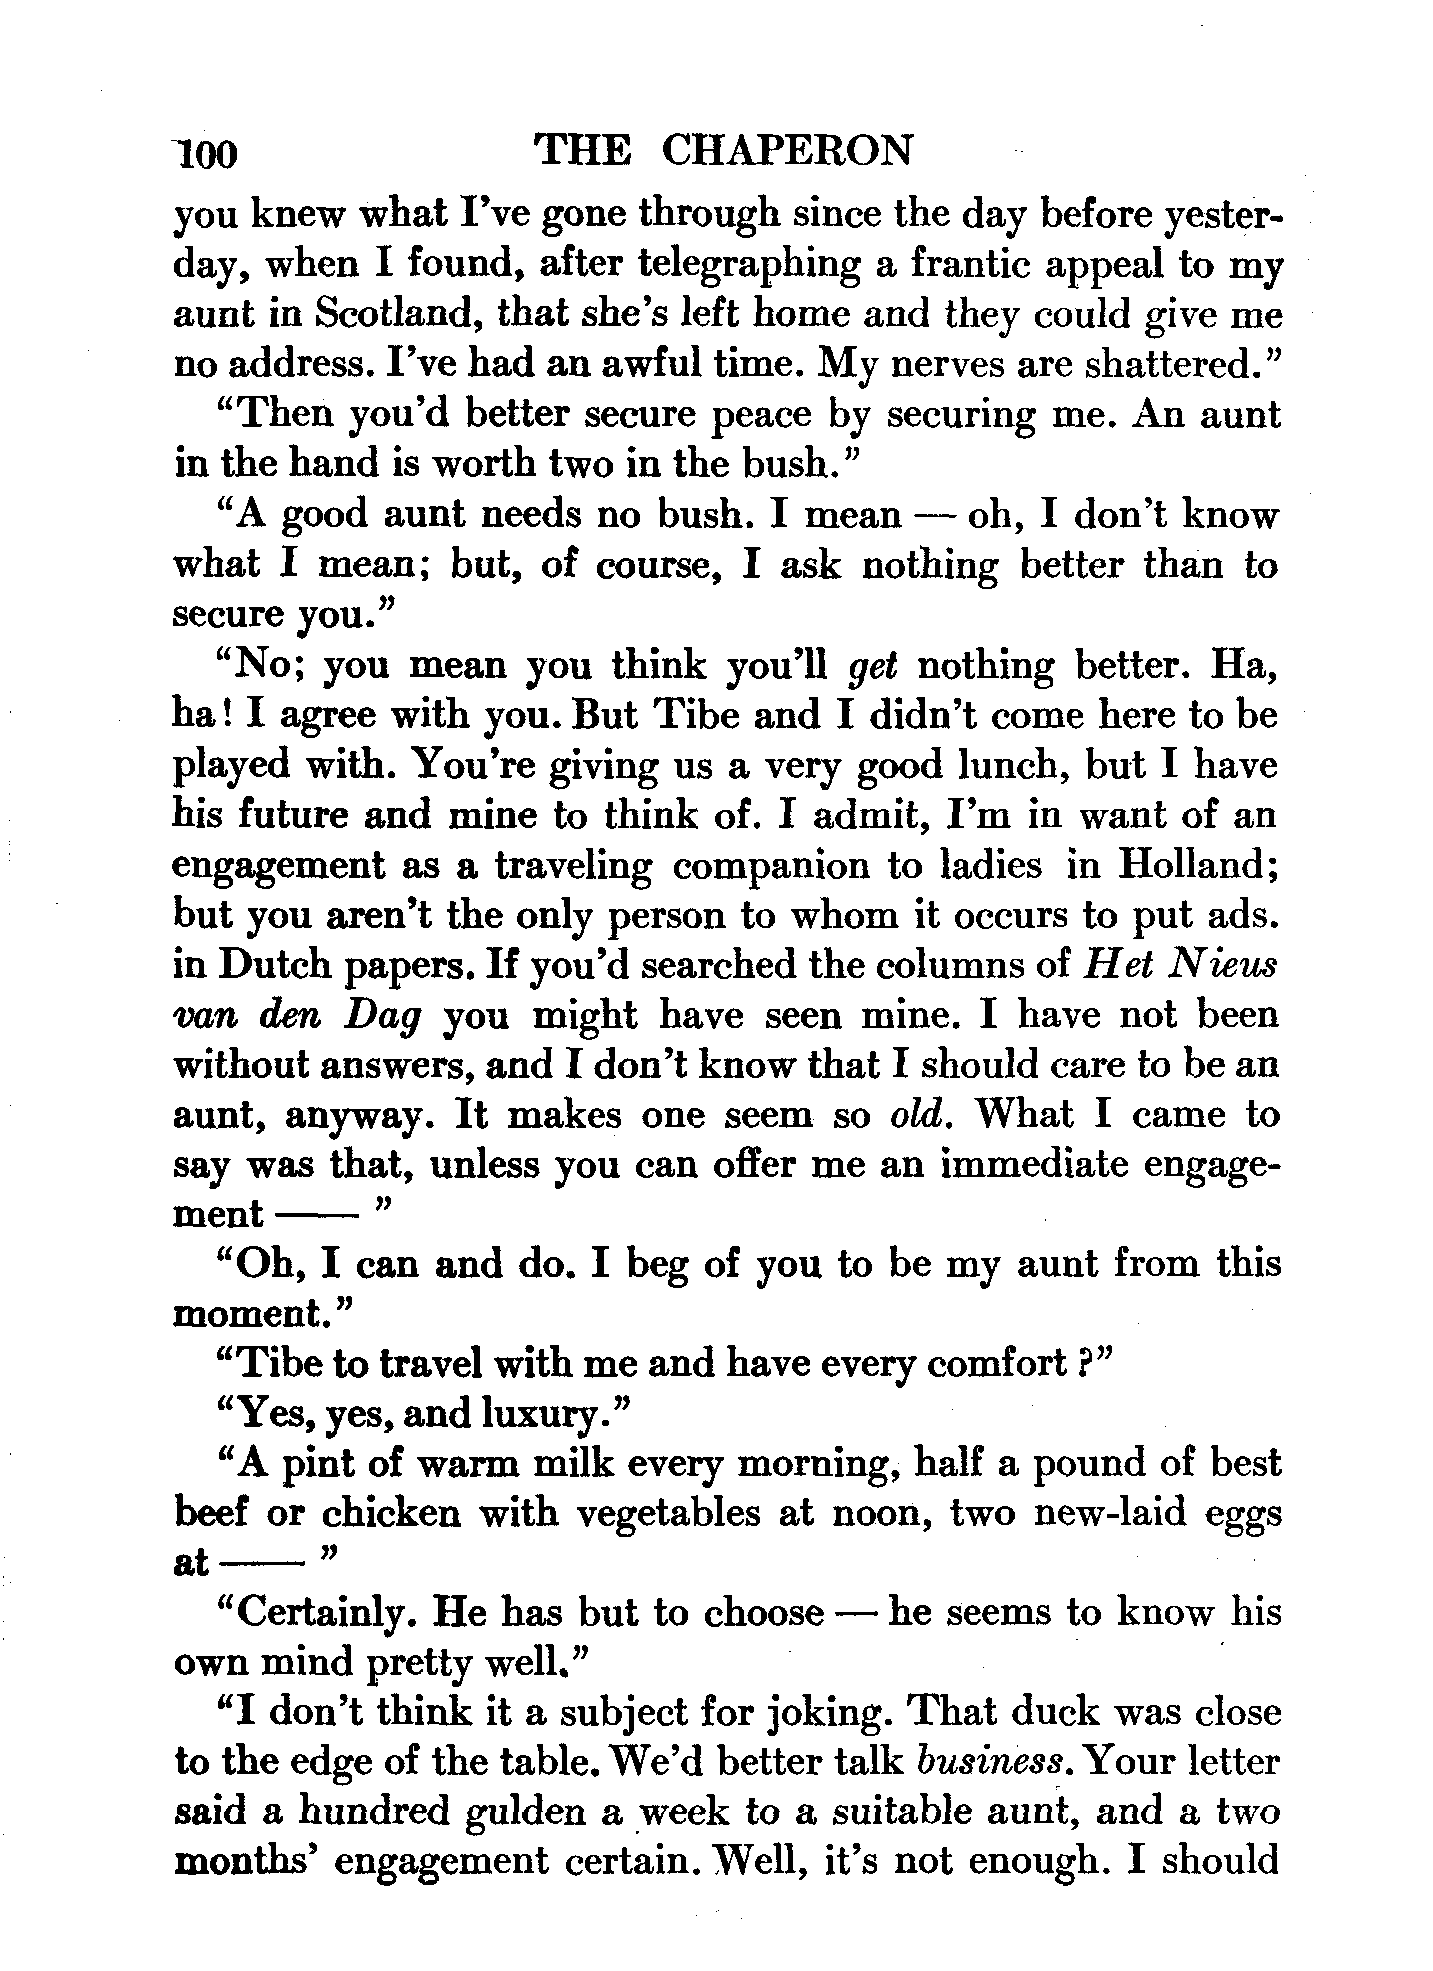 100 THE CHAPERON
you knew what I've gone through since the day before yester-
day, when I found, after telegraphing a frantic appeal to my
aunt in Scotland, that she's left home and they could give me
no address. I've had an awful time. My nerves are shattered."
"Then you'd better secure peace by securing me. An aunt
in the hand is worth two in the bush."
"A good aunt needs no bush. I mean — oh, I don't know
what I mean; but, of course, I ask nothing better than to
secure you."
"No; you mean you think you'll get nothing better. Ha,
ha! I agree with you. But Tibe and I didn't come here to be
played with. You're giving us a very good lunch, but I have
his future and mine to think of. I admit, I'm in want of an
engagement as a traveling companion to ladies in Holland;
but you aren't the only person to whom it occurs to put ads.
in Dutch papers. If you'd searched the columns of Het Nieus
van den Dag you might have seen mine. I have not been
without answers, and I don't know that I should care to be an
aunt, anyway. It makes one seem so old. What I came to
say was that, unless you can offer me an immediate engage-
ment —— "
"Oh, I can and do. I beg of you to be my aunt from this
moment."
"Tibe to travel with me and have every comfort ?"
"Yes, yes, and luxury."
"A pint of warm milk every morning, half a pound of best
beef or chicken with vegetables at noon, two new-laid eggs
at —— "
"Certainly. He has but to choose — he seems to know his
own mind pretty well."
"I don't think it a subject for joking. That duck was close
to the edge of the table. We'd better talk business. Your letter
said a hundred gulden a week to a suitable aunt, and a two
months' engagement certain. Well, it's not enough. I should